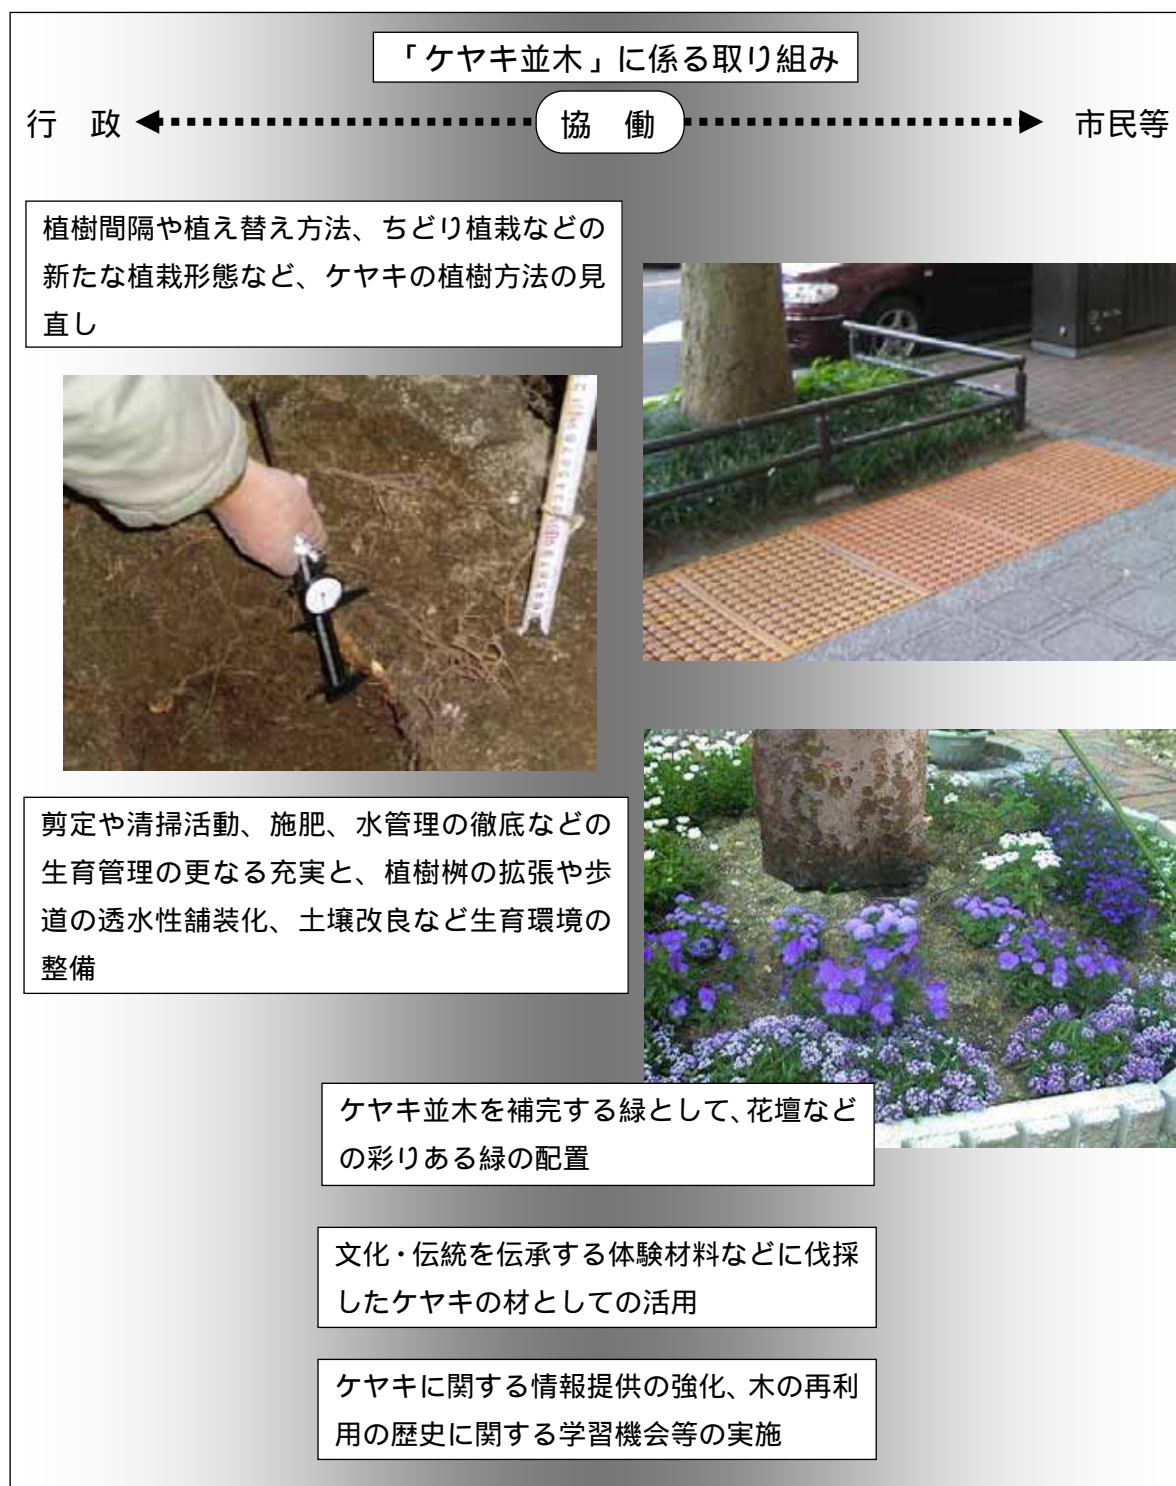 「ケヤキ並木」に係る取り組み
行 政
協 働
市民等
植樹間隔や植え替え方法、ちどり植栽などの
新たな植栽形態など、ケヤキの植樹方法の見
直し
剪定や清掃活動、施肥、水管理の徹底などの
生育管理の更なる充実と、植樹桝の拡張や歩
道の透水性舗装化、土壌改良など生育環境の
整備
ケヤキ並木を補完する緑として、花壇など
の彩りある緑の配置
文化・伝統を伝承する体験材料などに伐採
したケヤキの材としての活用
ケヤキに関する情報提供の強化、木の再利
用の歴史に関する学習機会等の実施